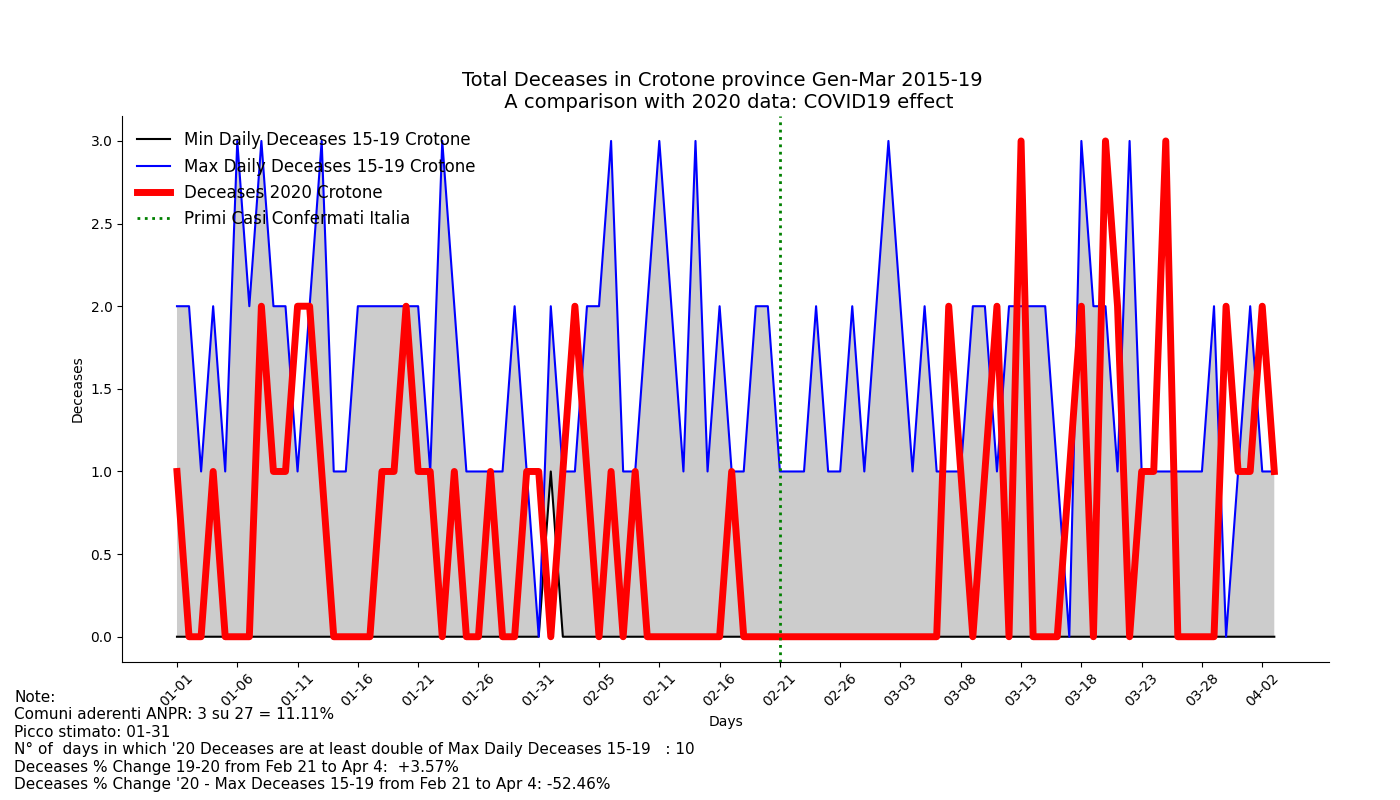 Total Deceases in Crotone province Gen-Mar 2015-19
A comparison with 2020 data: COVID19 effect
Min Daily Deceases 15-19 Crotone
Max Daily Deceases 15-19 Crotone
Deceases 2020 Crotone
Primi Casi Confermati Italia
3.0
2.5
2.0
1.5
1.0
0.5
0.0
Deceases
01-01 01-06 01-11 01-16 01-21 01-26 01-31 02-05 02-11 02-16 02-21 02-26 03-03 03-08 03-13 03-18 03-23 03-28 04-02
Days
Note:
Comuni aderenti ANPR: 3 su 27 = 11.11%
Picco stimato: 01-31
N° of  days in which '20 Deceases are at least double of Max Daily Deceases 15-19   : 10
Deceases % Change 19-20 from Feb 21 to Apr 4:  +3.57%
Deceases % Change '20 - Max Deceases 15-19 from Feb 21 to Apr 4: -52.46%